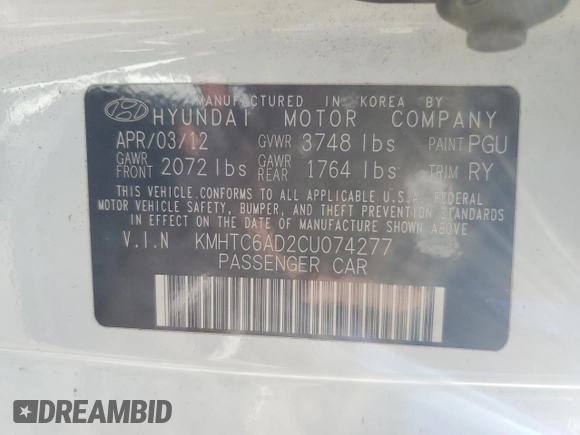 MANUFACTURED IN KOREA BY
HYUNDAI MOTOR COMPANY
APR/03/12 GVWR 3748 lbs PAINT PGU
GAWR FRONT 2072 lbs GAWR REAR 1764 lbs TRIM RY
THIS VEHICLE CONFORMS TO ALL APPLICABLE U.S.A. FEDERAL
MOTOR VEHICLE SAFETY, BUMPER, AND THEFT PREVENTION STANDARDS
IN EFFECT ON THE DATE OF MANUFACTURE SHOWN ABOVE.
V.I.N KMHTC6AD2CU074277
PASSENGER CAR
DREAMBID